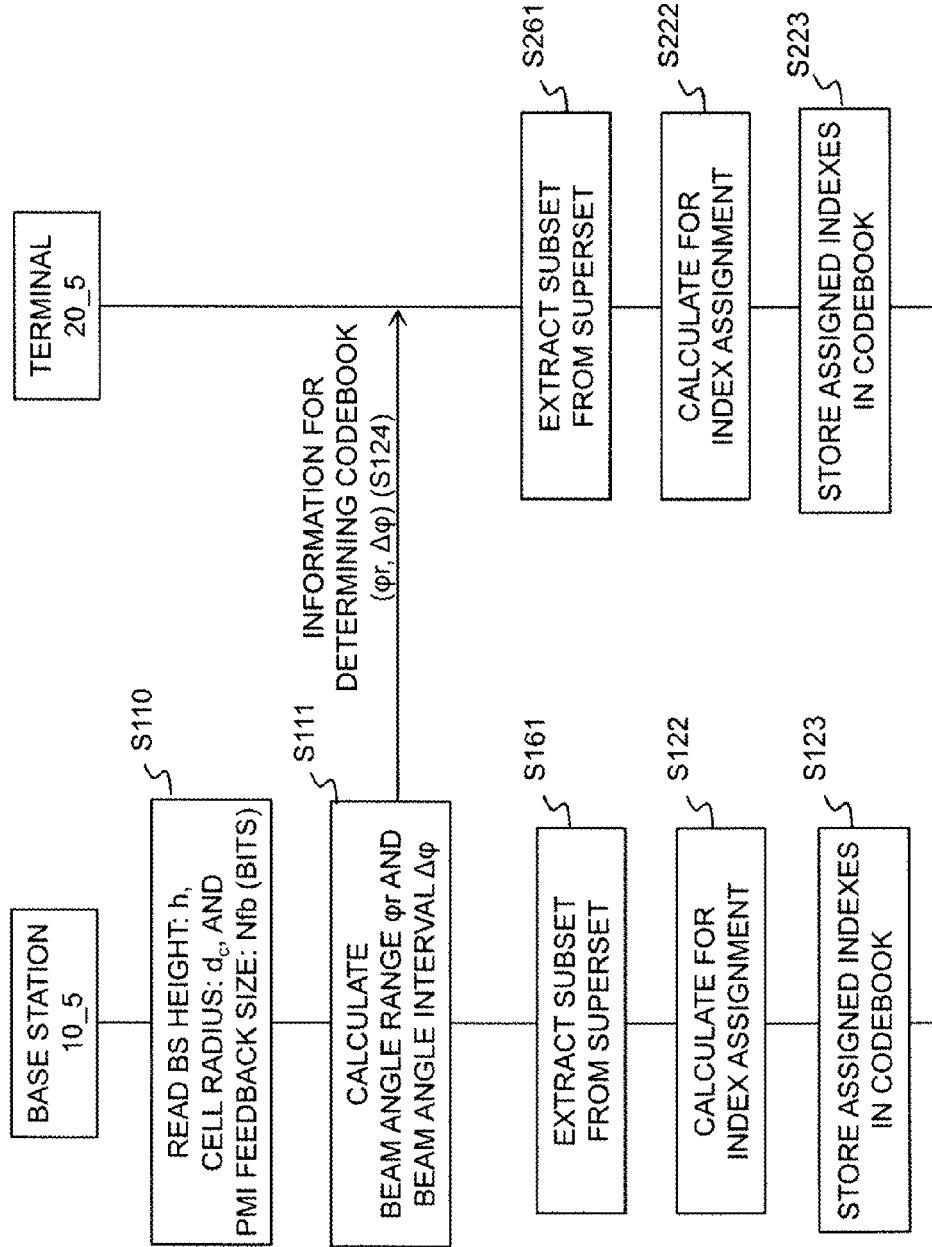 BASE STATION
10_5
TERMINAL
20_5
S110
READ BS HEIGHT: h,
CELL RADIUS: dc, AND
PMI FEEDBACK SIZE: Nfb (BITS)
S111
CALCULATE
BEAM ANGLE RANGE φr AND
BEAM ANGLE INTERVAL Δφ
INFORMATION FOR
DETERMINING CODEBOOK
(φr, Δφ) (S124)
S161
EXTRACT SUBSET
FROM SUPERSET
S261
EXTRACT SUBSET
FROM SUPERSET
S122
CALCULATE FOR
INDEX ASSIGNMENT
S222
CALCULATE FOR
INDEX ASSIGNMENT
S123
STORE ASSIGNED INDEXES
IN CODEBOOK
S223
STORE ASSIGNED INDEXES
IN CODEBOOK